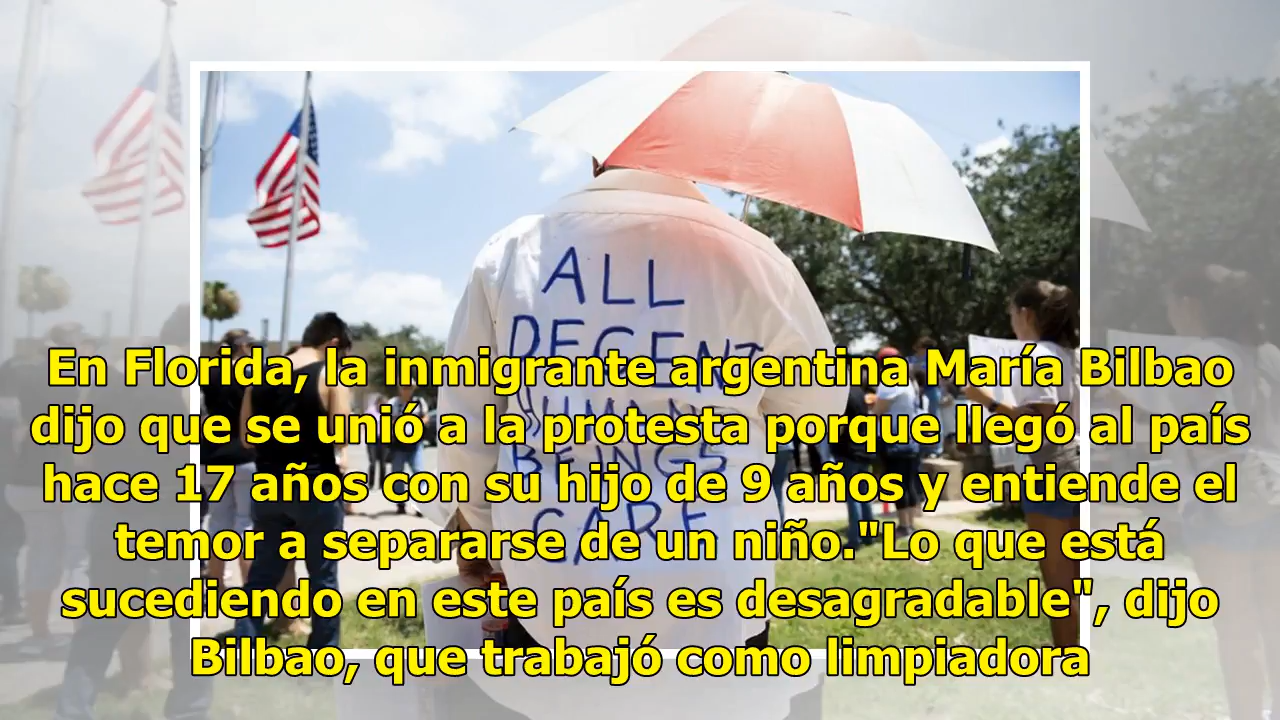 ALL
DECENT
HUMAN
BEINGS
CARE
En Florida, la inmigrante argentina María Bilbao
dijo que se unió a la protesta porque llegó al país
hace 17 años con su hijo de 9 años y entiende el
temor a separarse de un niño."Lo que está
sucediendo en este país es desagradable", dijo
Bilbao, que trabajó como limpiadora